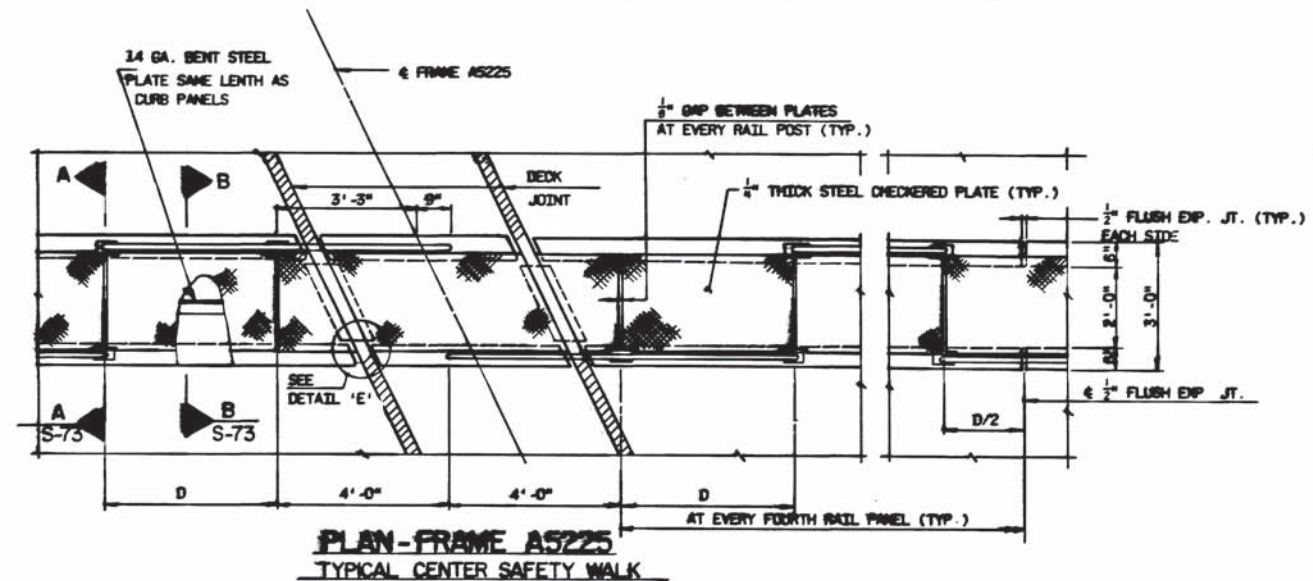 14 GA. BENT STEEL
PLATE SAME LENTH AS
CURB PANELS
℄ FRAME A5225
1/8" GAP BETWEEN PLATES
AT EVERY RAIL POST (TYP.)
A
B
3'-3"
9"
DECK
JOINT
1/4" THICK STEEL CHECKERED PLATE (TYP.)
1/2" FLUSH EXP. JT. (TYP.)
EACH SIDE
6"
2'-0"
3'-0"
6"
SEE
DETAIL 'E'
A
S-73
B
S-73
℄ 1/2" FLUSH EXP JT.
D/2
D
4'-0"
4'-0"
D
AT EVERY FOURTH RAIL PANEL (TYP.)
PLAN-FRAME A5225
TYPICAL CENTER SAFETY WALK